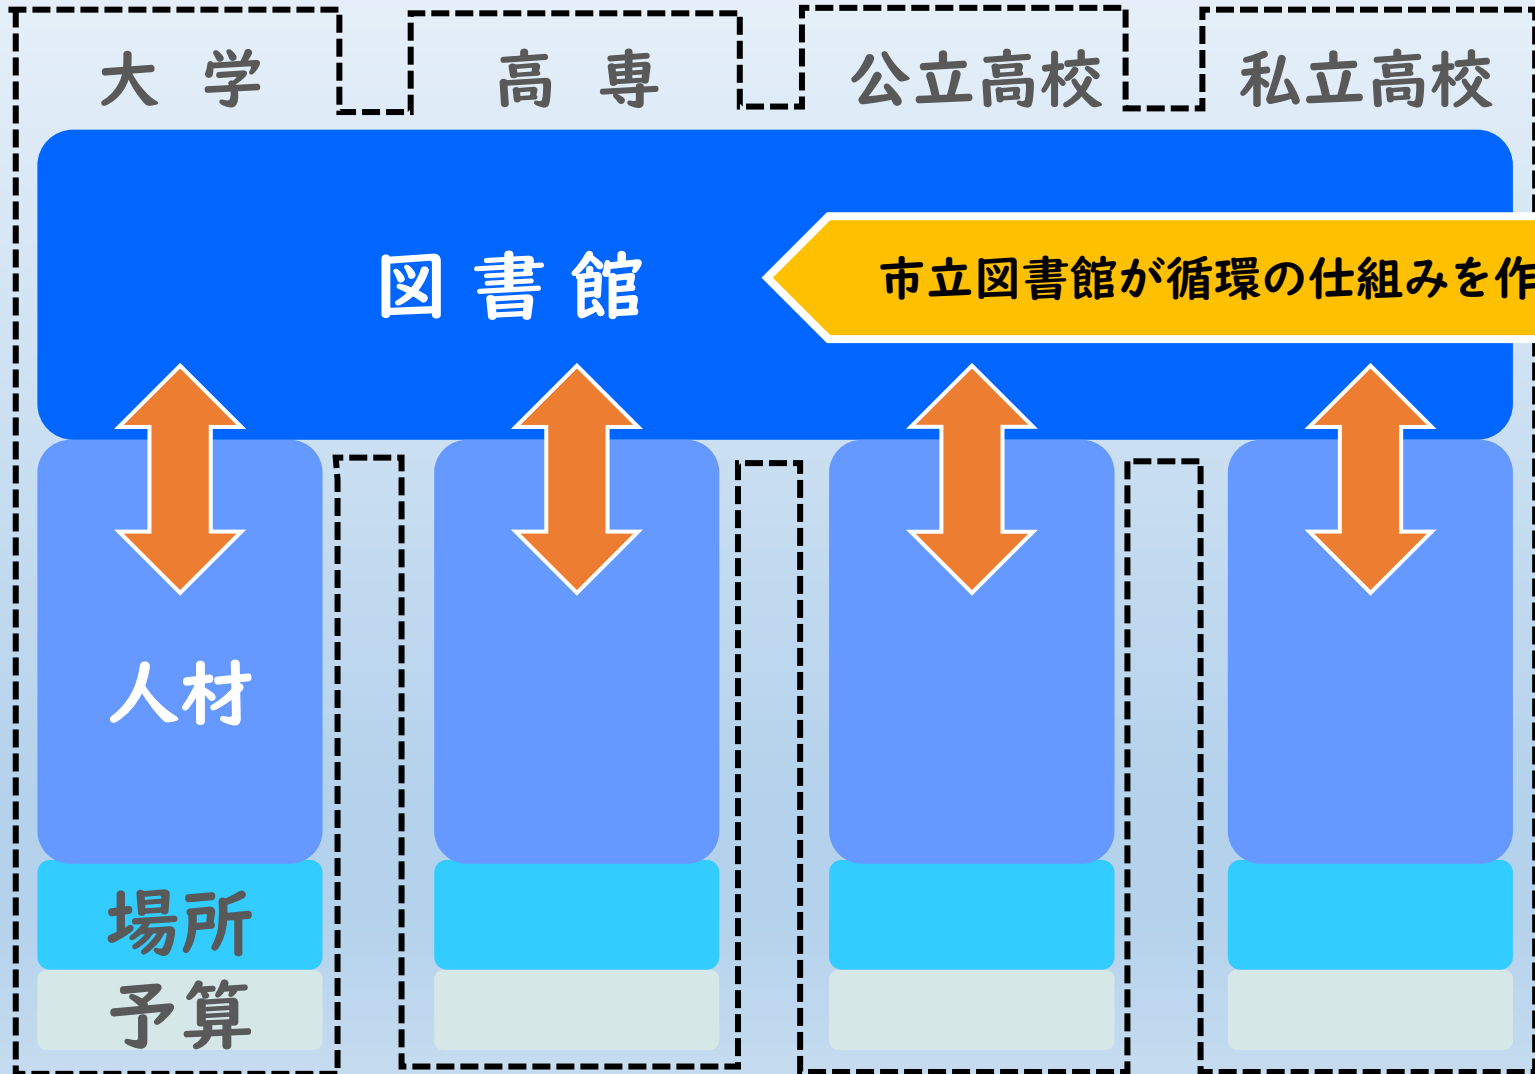 大 学
高 専
公立高校
私立高校
図 書 館
市立図書館が循環の仕組みを作
人材
場所
予算